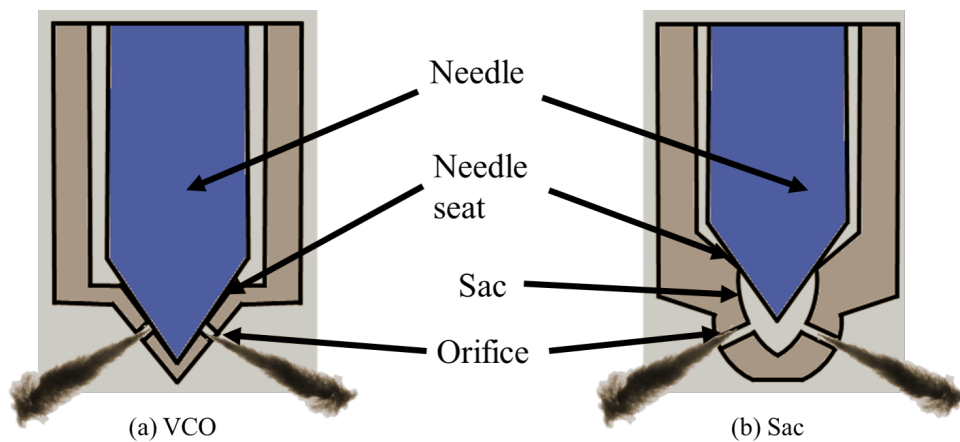 Needle
Needle
seat
Sac
Orifice
(a) VCO
(b) Sac